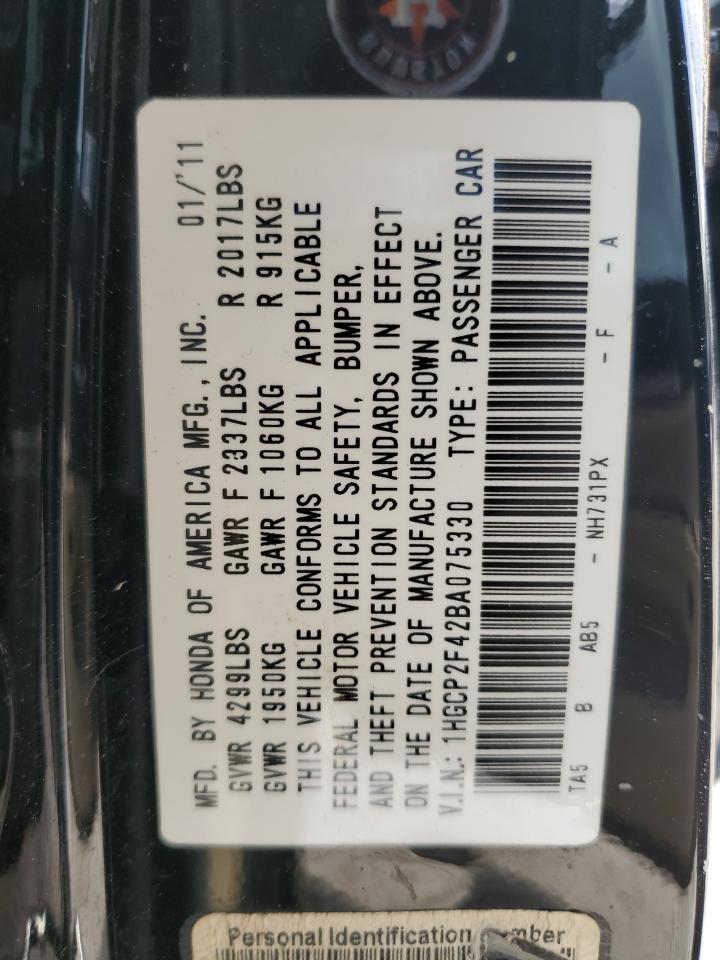 MFD. BY HONDA OF AMERICA MFG., INC. 01/'11
GVWR 4299LBS GAWR F 2337LBS R 2017LBS
GVWR 1950KG GAWR F 1060KG R 915KG
THIS VEHICLE CONFORMS TO ALL APPLICABLE
FEDERAL MOTOR VEHICLE SAFETY, BUMPER,
AND THEFT PREVENTION STANDARDS IN EFFECT
ON THE DATE OF MANUFACTURE SHOWN ABOVE.
V.I.N.: 1HGCP2F42BA075330 TYPE: PASSENGER CAR
TA5 B AB5 - NH731PX - F - A
Personal Identification